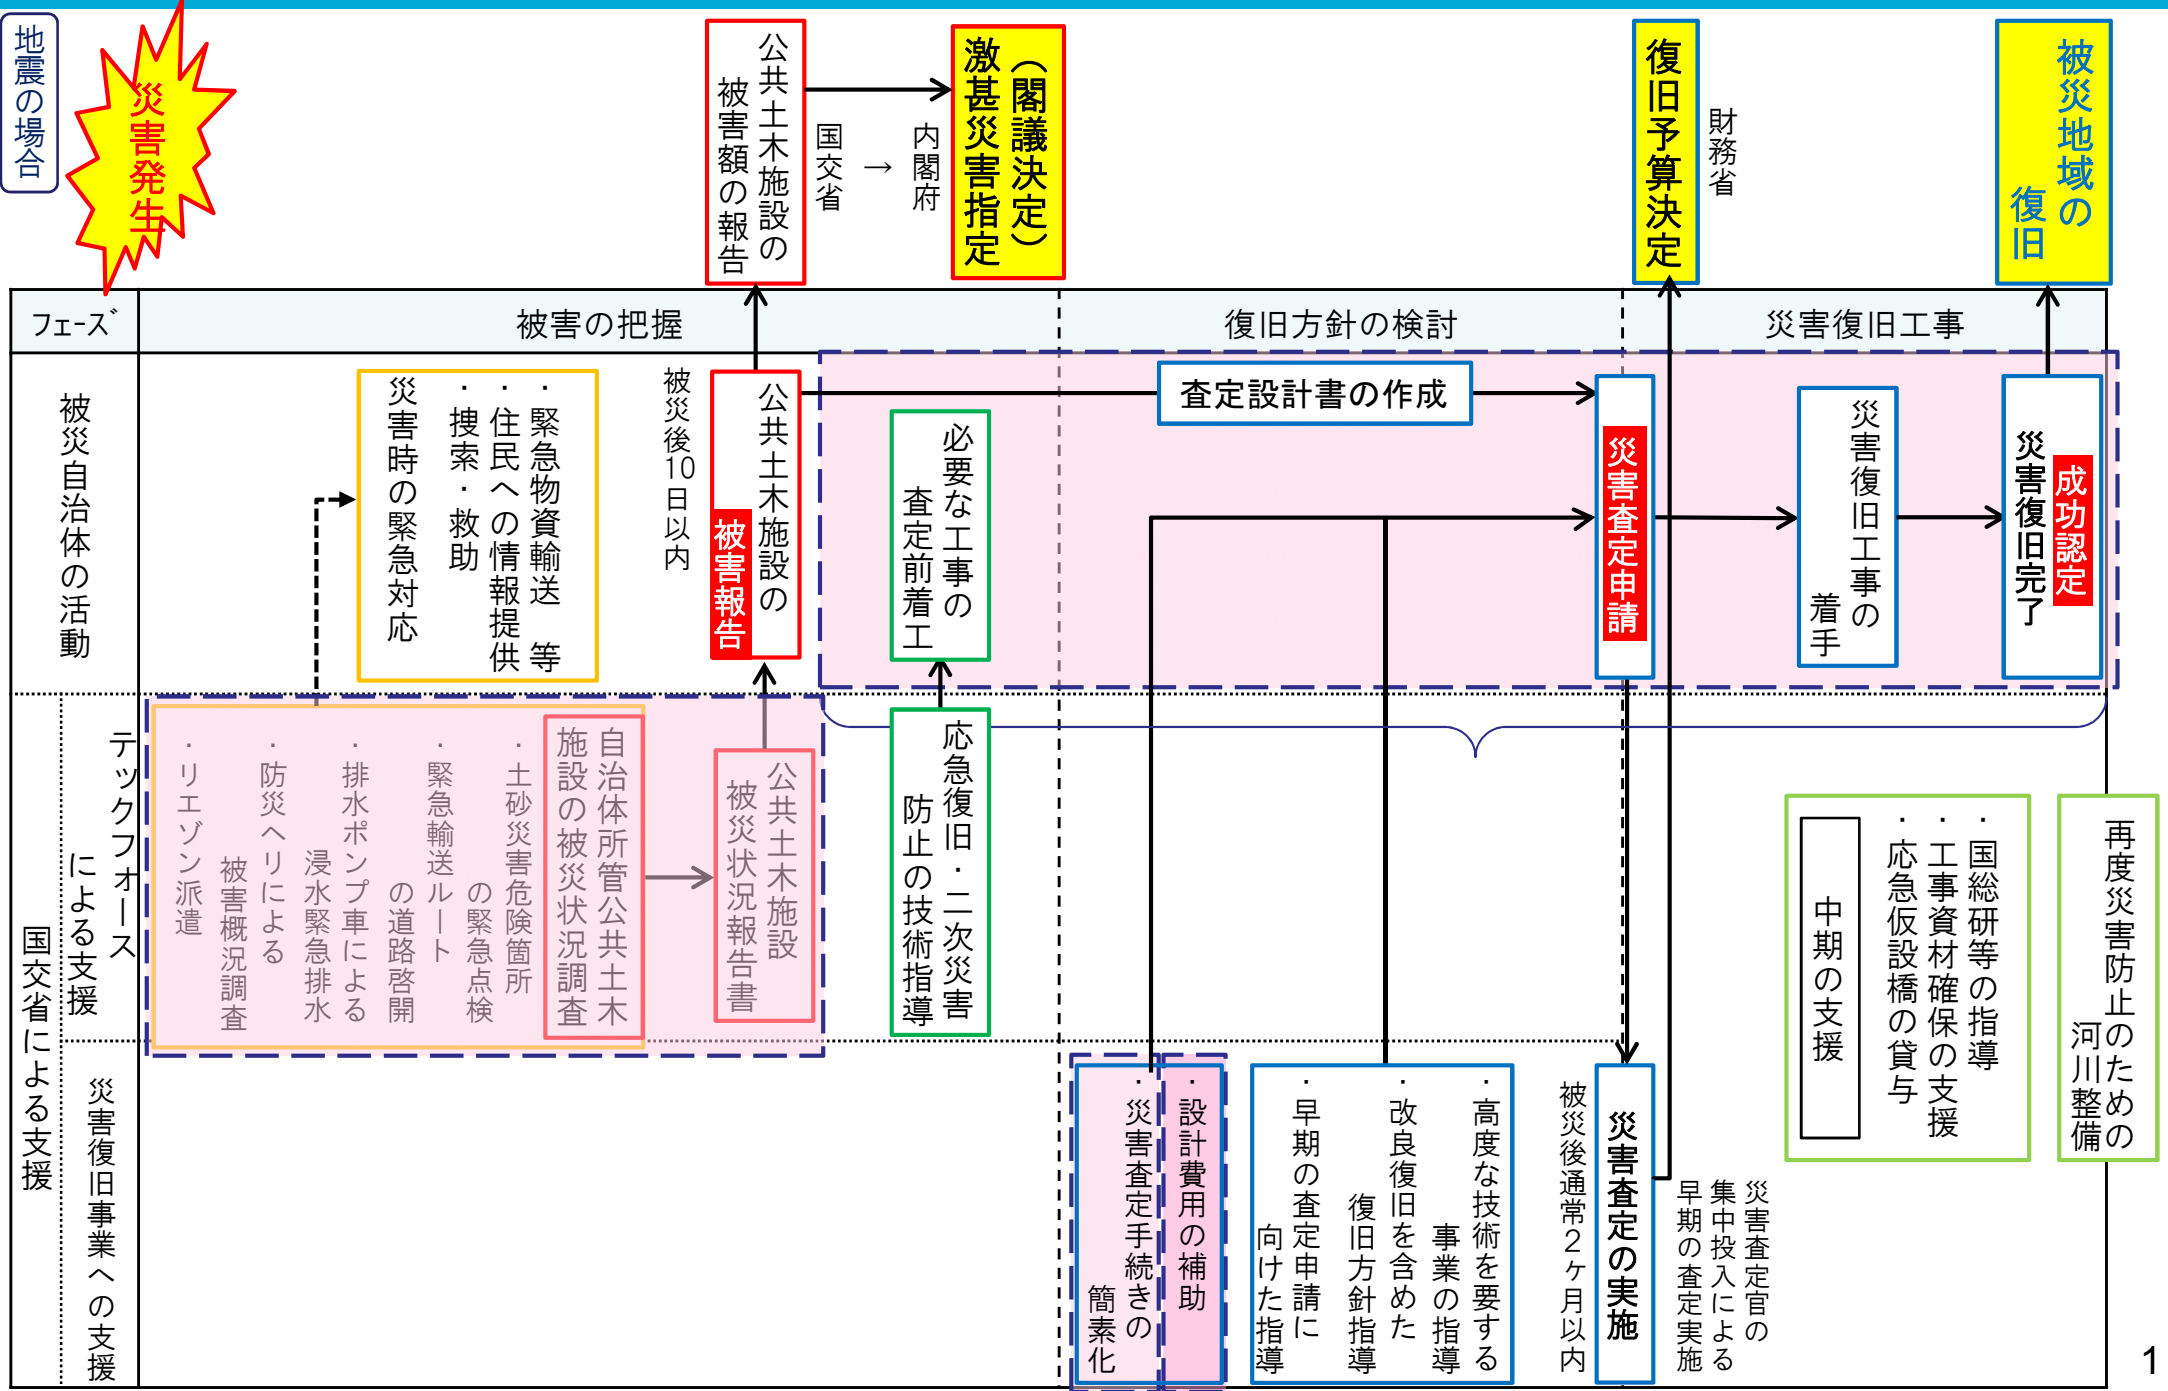 地震の場合
災害発生
公共土木施設の
被害額の報告
国交省
→
内閣府
激甚災害指定
（閣議決定）
復旧予算決定
財務省
被災地域の
復旧
フェーズ
被害の把握
復旧方針の検討
災害復旧工事
被災自治体の活動
災害時の緊急対応
・緊急物資輸送 等
・住民への情報提供
・捜索・救助
被災後10日以内
公共土木施設の
被害報告
必要な工事の
査定前着工
査定設計書の作成
災害査定申請
災害復旧工事の
着手
災害復旧完了
成功認定
国交省による支援
テックフォース
による支援
・リエゾン派遣
・防災ヘリによる
被害概況調査
・排水ポンプ車による
浸水緊急排水
・緊急輸送ルート
の道路啓開
・土砂災害危険箇所
の緊急点検
自治体所管公共土木
施設の被災状況調査
公共土木施設
被災状況報告書
応急復旧・二次災害
防止の技術指導
中期の支援
・国総研等の指導
・工事資材確保の支援
・応急仮設橋の貸与
再度災害防止のための
河川整備
災害復旧事業への支援
・災害査定手続きの
簡素化
・設計費用の補助
・早期の査定申請に
向けた指導
・改良復旧を含めた
復旧方針指導
・高度な技術を要する
事業の指導
被災後通常2ヶ月以内
災害査定の実施
災害査定官の
集中投入による
早期の査定実施
1